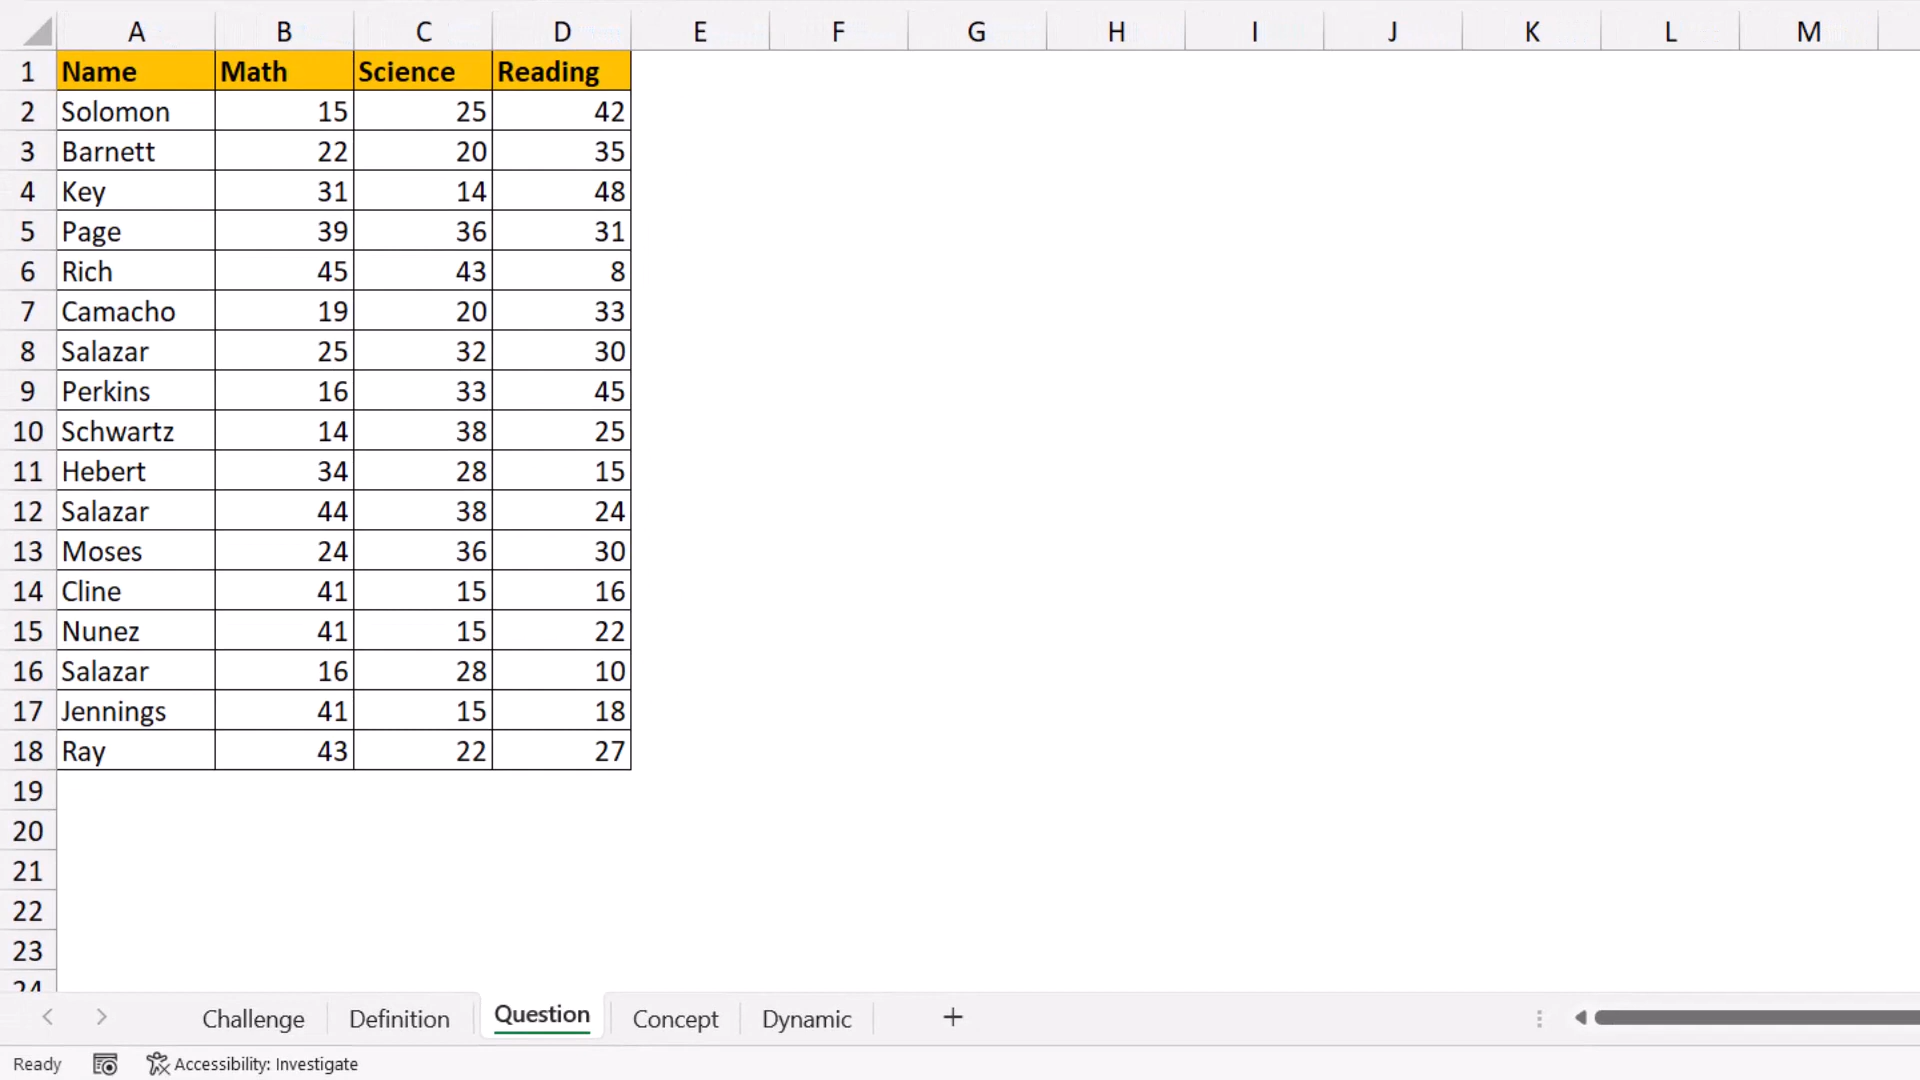 A B C D E F G H I J K L M
1 Name Math Science Reading
2 Solomon 15 25 42
3 Barnett 22 20 35
4 Key 31 14 48
5 Page 39 36 31
6 Rich 45 43 8
7 Camacho 19 20 33
8 Salazar 25 32 30
9 Perkins 16 33 45
10 Schwartz 14 38 25
11 Hebert 34 28 15
12 Salazar 44 38 24
13 Moses 24 36 30
14 Cline 41 15 16
15 Nunez 41 15 22
16 Salazar 16 28 10
17 Jennings 41 15 18
18 Ray 43 22 27
19
20
21
22
23
24
Challenge Definition Question Concept Dynamic +
Ready Accessibility: Investigate